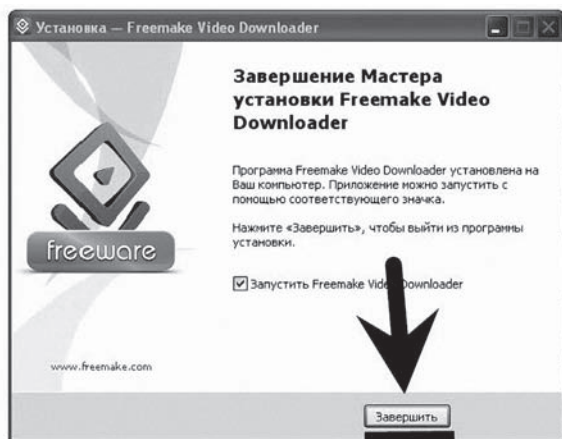 Установка — Freemake Video Downloader
Завершение Мастера
установки Freemake Video
Downloader
Программа Freemake Video Downloader установлена на
Ваш компьютер. Приложение можно запустить с
помощью соответствующего значка.
Нажмите «Завершить», чтобы выйти из программы
установки.
Запустить Freemake Video Downloader
freeware
www.freemake.com
Завершить